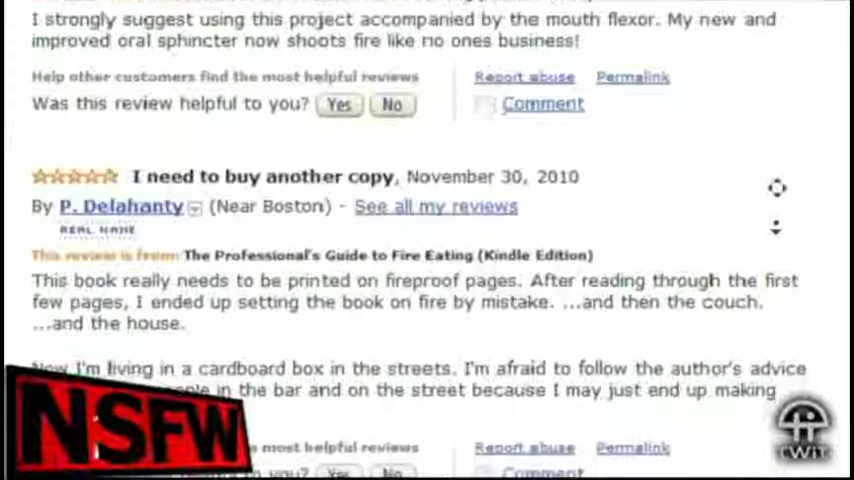 I strongly suggest using this project accompanied by the mouth flexor. My new and
improved oral sphincter now shoots fire like no ones business!
Help other customers find the most helpful reviews
Report abuse Permalink
Was this review helpful to you? Yes No
Comment
I need to buy another copy, November 30, 2010
By P. Delahanty (Near Boston) - See all my reviews
REAL NAME
This review is from: The Professional's Guide to Fire Eating (Kindle Edition)
This book really needs to be printed on fireproof pages. After reading through the first
few pages, I ended up setting the book on fire by mistake. ...and then the couch.
...and the house.
Now I'm living in a cardboard box in the streets. I'm afraid to follow the author's advice
in the bar and on the street because I may just end up making
NSFW
most helpful reviews
Report abuse Permalink
to you? Yes No
Comment
TWiT